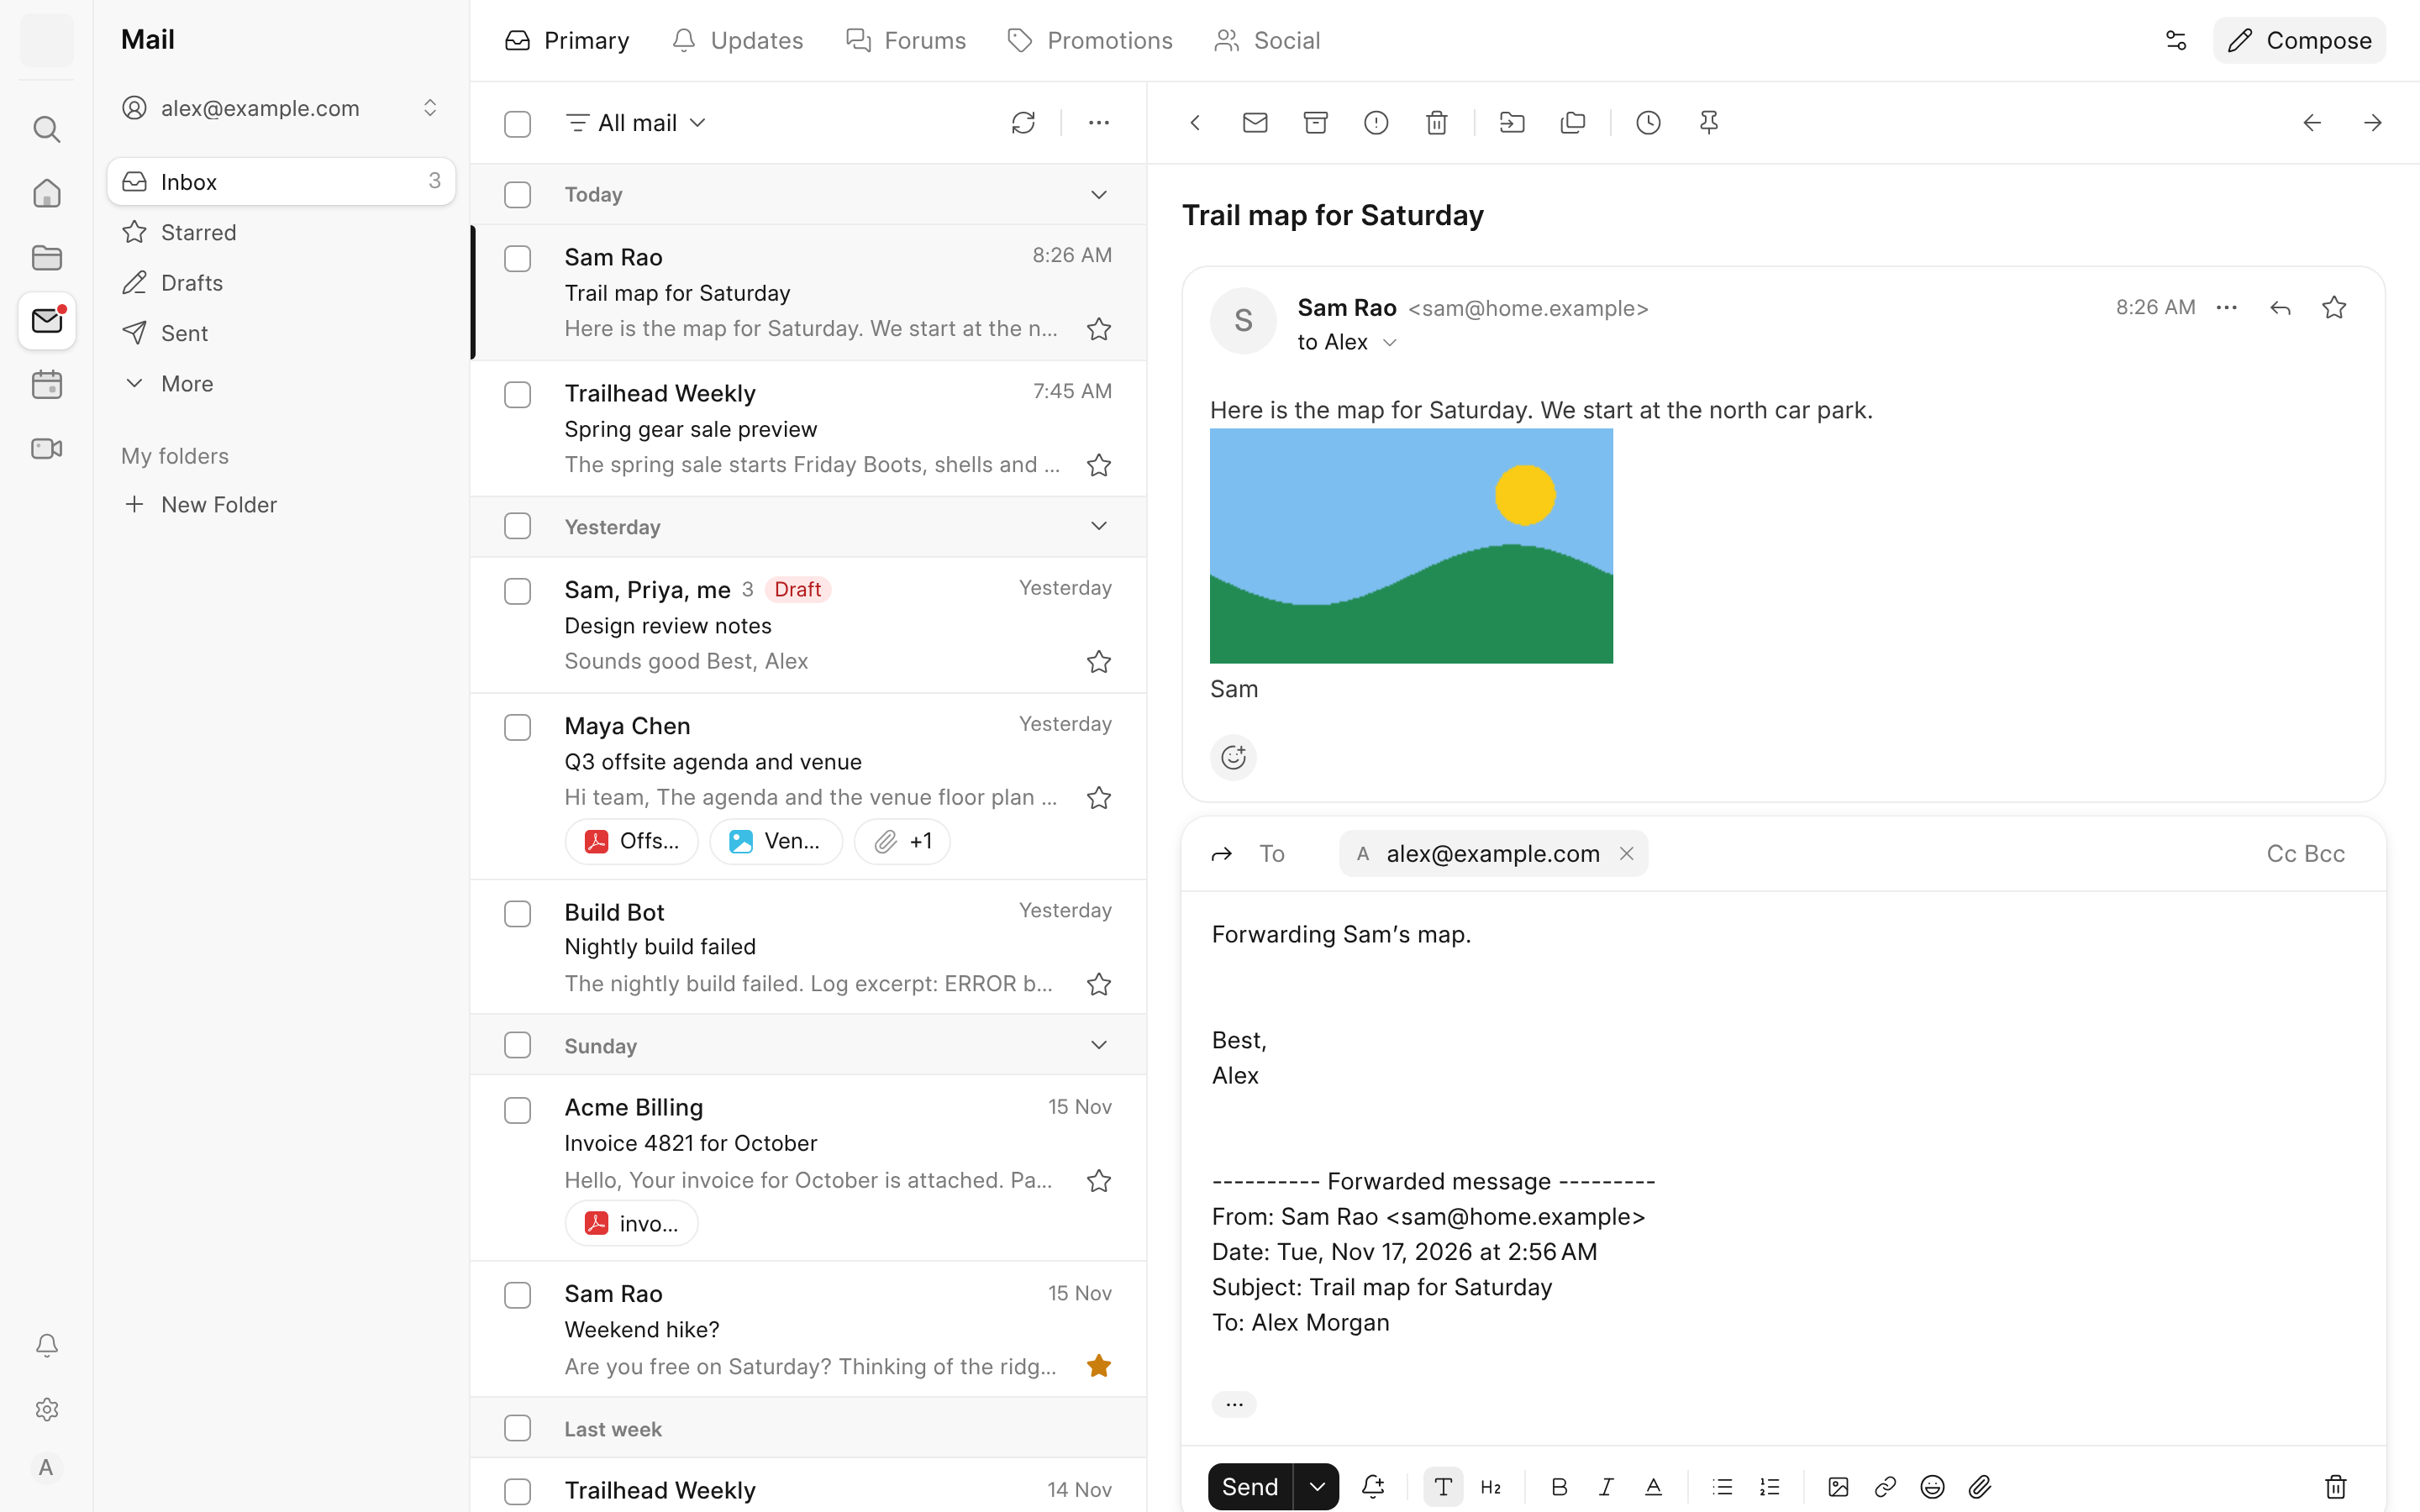 Mail
alex@example.com
Inbox 3
Starred
Drafts
Sent
More
My folders
New Folder
A
Primary Updates Forums Promotions Social Compose
All mail
Today
Sam Rao 8:26 AM
Trail map for Saturday
Here is the map for Saturday. We start at the n...
Trailhead Weekly 7:45 AM
Spring gear sale preview
The spring sale starts Friday Boots, shells and ...
Yesterday
Sam, Priya, me 3 Draft Yesterday
Design review notes
Sounds good Best, Alex
Maya Chen Yesterday
Q3 offsite agenda and venue
Hi team, The agenda and the venue floor plan ...
Offs... Ven... +1
Build Bot Yesterday
Nightly build failed
The nightly build failed. Log excerpt: ERROR b...
Sunday
Acme Billing 15 Nov
Invoice 4821 for October
Hello, Your invoice for October is attached. Pa...
invo...
Sam Rao 15 Nov
Weekend hike?
Are you free on Saturday? Thinking of the ridg...
Last week
Trailhead Weekly 14 Nov
Trail map for Saturday
S
Sam Rao <sam@home.example> 8:26 AM
to Alex
Here is the map for Saturday. We start at the north car park.
Sam
To A alex@example.com Cc Bcc
Forwarding Sam’s map.
Best,
Alex
---------- Forwarded message ---------
From: Sam Rao <sam@home.example>
Date: Tue, Nov 17, 2026 at 2:56 AM
Subject: Trail map for Saturday
To: Alex Morgan
Send T H2 B I A